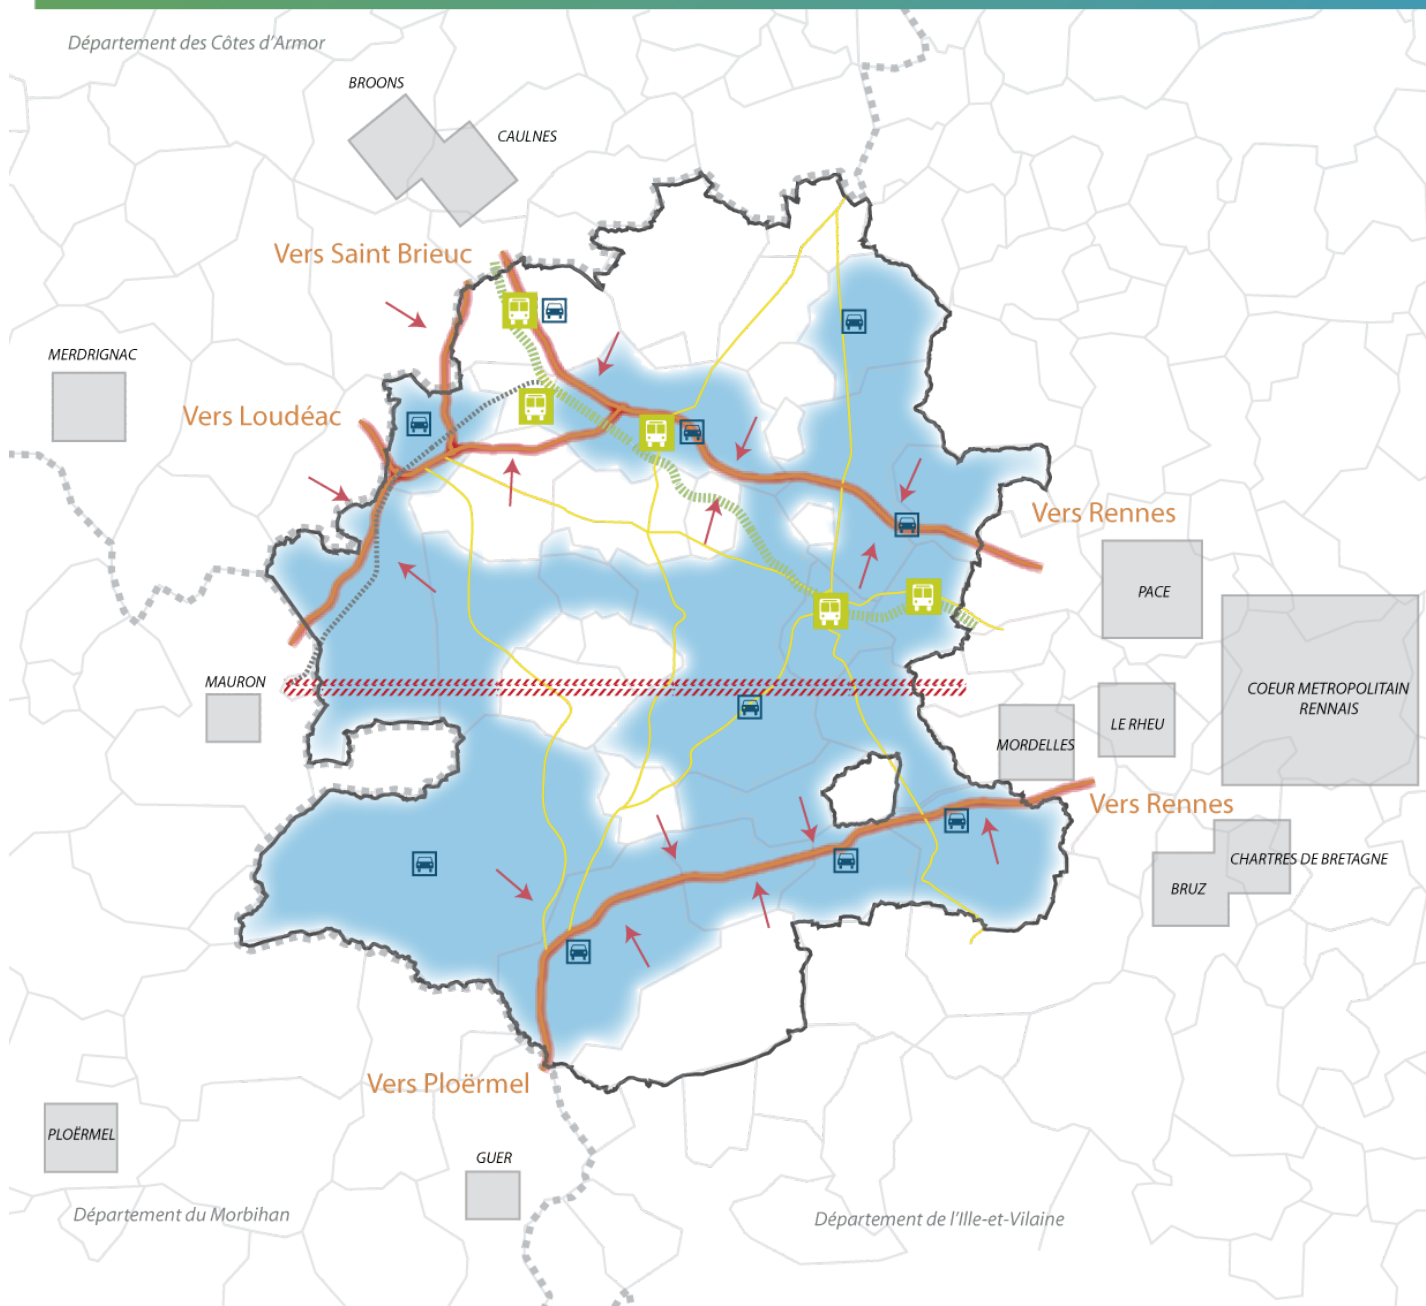 Département des Côtes d’Armor
BROONS
CAULNES
Vers Saint Brieuc
MERDRIGNAC
Vers Loudéac
Vers Rennes
PACE
MAURON
COEUR METROPOLITAIN
RENNAIS
LE RHEU
MORDELLES
Vers Rennes
CHARTRES DE BRETAGNE
BRUZ
Vers Ploërmel
PLOËRMEL
GUER
Département du Morbihan
Département de l’Ille-et-Vilaine